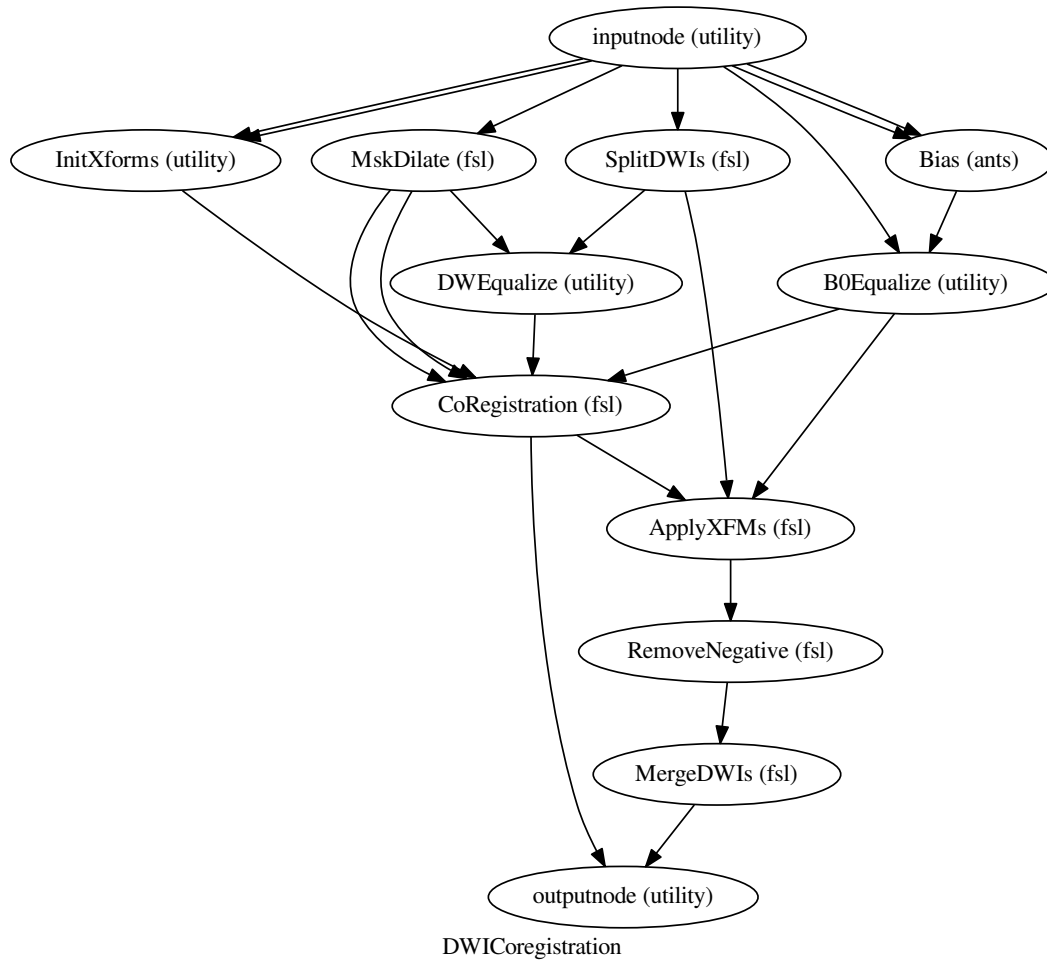 inputnode (utility)
InitXforms (utility)
MskDilate (fsl)
SplitDWIs (fsl)
Bias (ants)
DWEqualize (utility)
B0Equalize (utility)
CoRegistration (fsl)
ApplyXFMs (fsl)
RemoveNegative (fsl)
MergeDWIs (fsl)
outputnode (utility)
DWICoregistration